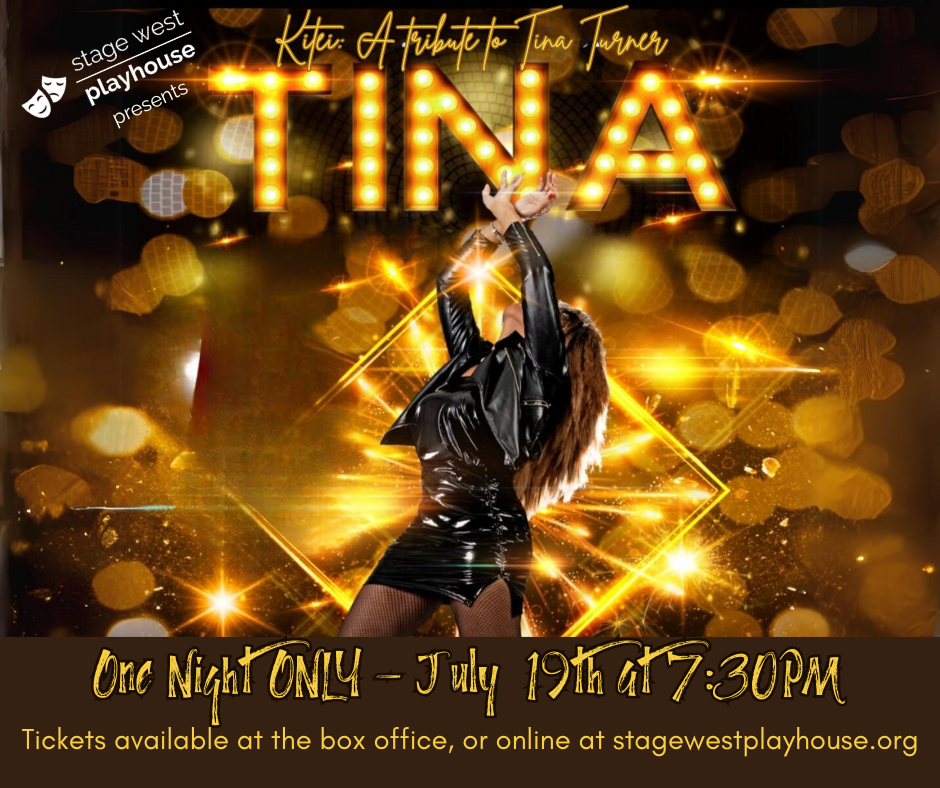 stage west
playhouse
presents
Kitei: A tribute to Tina Turner
TINA
One Night ONLY – July 19th at 7:30PM
Tickets available at the box office, or online at stagewestplayhouse.org